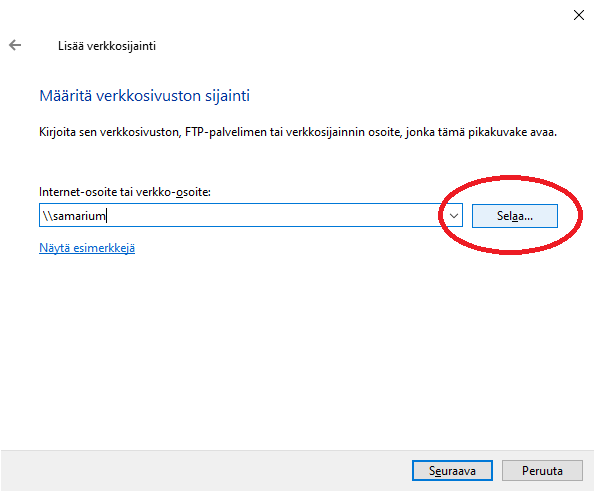 Lisää verkkosijainti
Määritä verkkosivuston sijainti
Kirjoita sen verkkosivuston, FTP-palvelimen tai verkkosijainnin osoite, jonka tämä pikakuvake avaa.
Internet-osoite tai verkko-osoite:
\\samarium
Selaa...
Näytä esimerkkejä
Seuraava
Peruuta